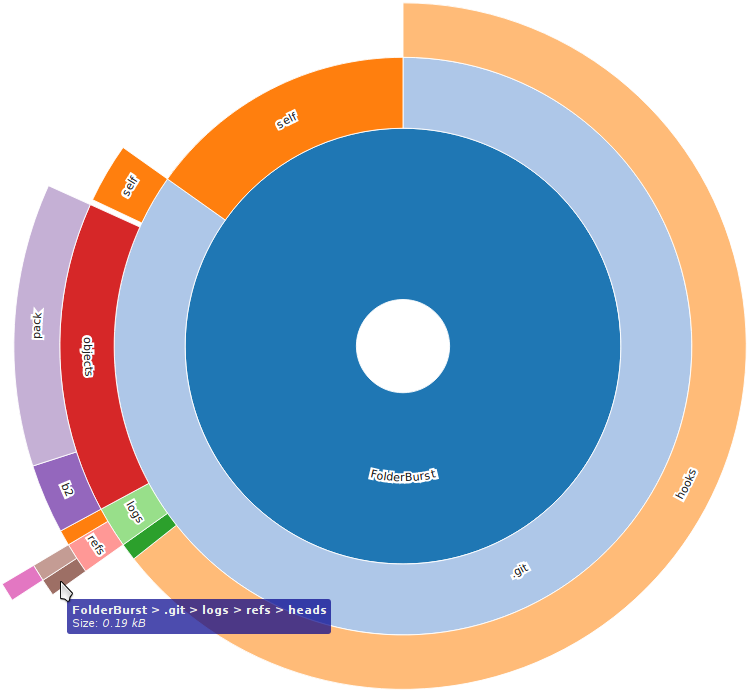 self
self
pack
objects
FolderBurst
b2
hooks
logs
refs
.git
FolderBurst > .git > logs > refs > heads
Size: 0.19 kB